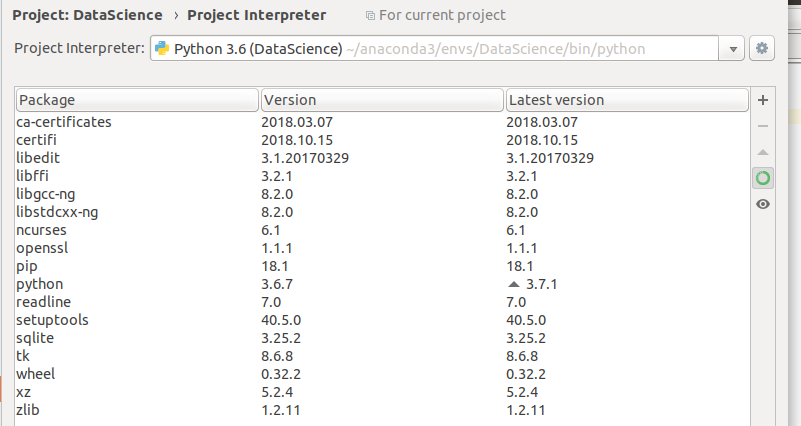 Project: DataScience › Project Interpreter For current project
Project Interpreter: Python 3.6 (DataScience) ~/anaconda3/envs/DataScience/bin/python
Package Version Latest version
ca-certificates 2018.03.07 2018.03.07
certifi 2018.10.15 2018.10.15
libedit 3.1.20170329 3.1.20170329
libffi 3.2.1 3.2.1
libgcc-ng 8.2.0 8.2.0
libstdcxx-ng 8.2.0 8.2.0
ncurses 6.1 6.1
openssl 1.1.1 1.1.1
pip 18.1 18.1
python 3.6.7 3.7.1
readline 7.0 7.0
setuptools 40.5.0 40.5.0
sqlite 3.25.2 3.25.2
tk 8.6.8 8.6.8
wheel 0.32.2 0.32.2
xz 5.2.4 5.2.4
zlib 1.2.11 1.2.11